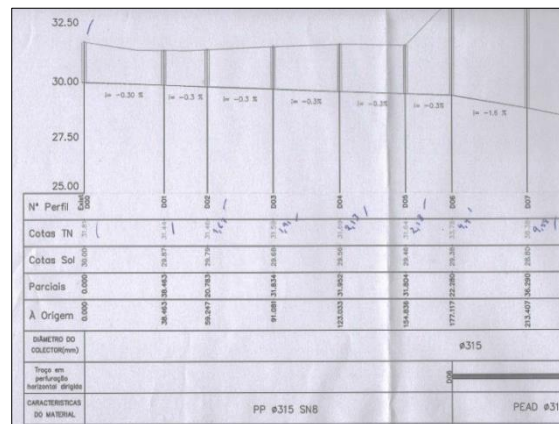 32.50
30.00
i= -0.30 %
i= -0.3 %
i= -0.3
i= -0.3%
i= -0.3%
i= -0.3%
i= -1.5 %
27.50
25.00
Nº Perfil
D00
D01
D02
D03
D04
D05
D06
D07
Cotas TN
Cotas Sol
30.00
29.87
29.79
29.68
29.56
29.46
Parciais
0.000
38.463
20.783
31.834
31.952
31.804
22.280
36.290
À Origem
0.000
38.463
59.247
91.081
123.033
154.836
177.117
213.407
DIÂMETRO DO
COLECTOR(mm)
ø315
Troço em
perfuração
horizontal dirigida
D06
CARACTERISTICAS
DO MATERIAL
PP ø315 SN8
PEAD ø31